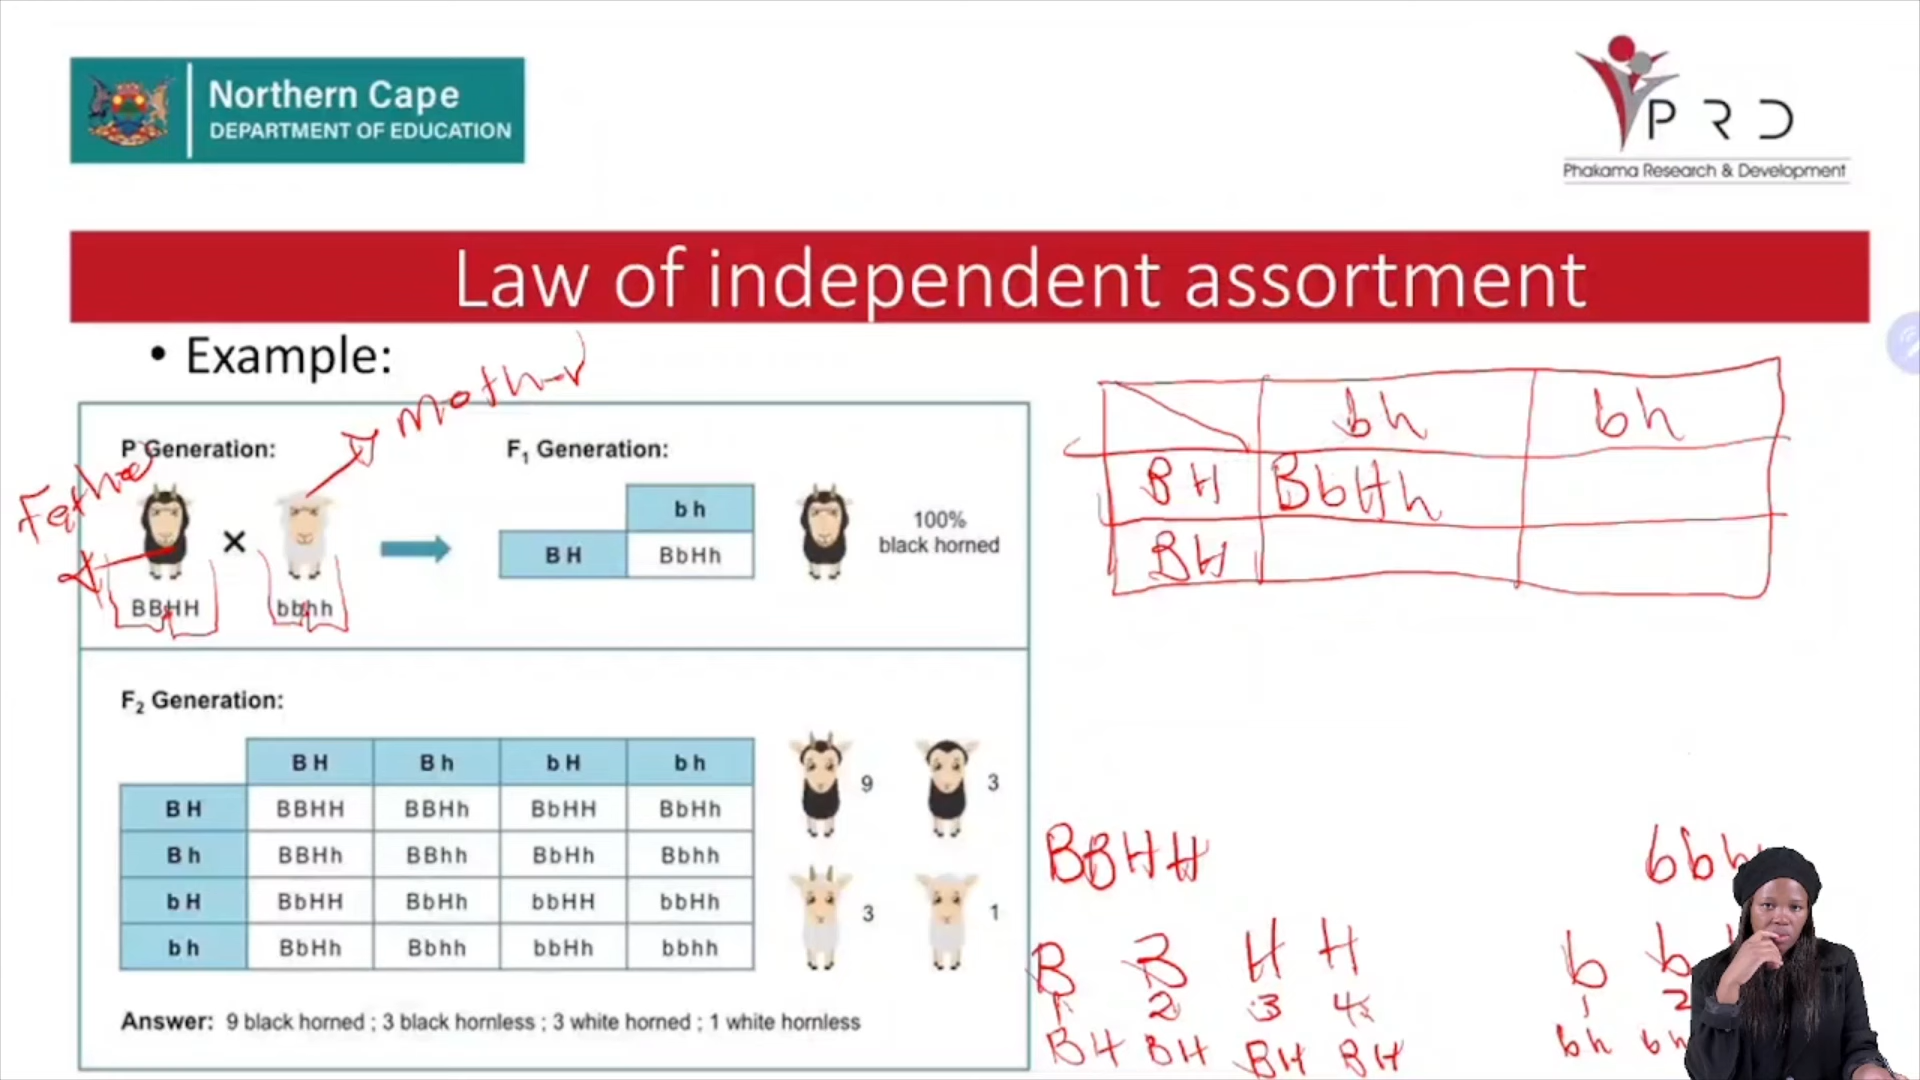 Northern Cape
DEPARTMENT OF EDUCATION
PRD
Phakama Research & Development
Law of independent assortment
• Example:
Mother
Father
P Generation:
BBHH
×
bbhh
F1 Generation:
b h
B H
BbHh
100%
black horned
bh bh
BH BbHh
BH
F2 Generation:
B H B h b H b h
B H BBHH BBHh BbHH BbHh
B h BBHh BBhh BbHh Bbhh
b H BbHH BbHh bbHH bbHh
b h BbHh Bbhh bbHh bbhh
9 3
3 1
Answer: 9 black horned ; 3 black hornless ; 3 white horned ; 1 white hornless
BBHH
B B H H
1 2 3 4
BH BH BH BH
bbh
b b
1 2
bh bh